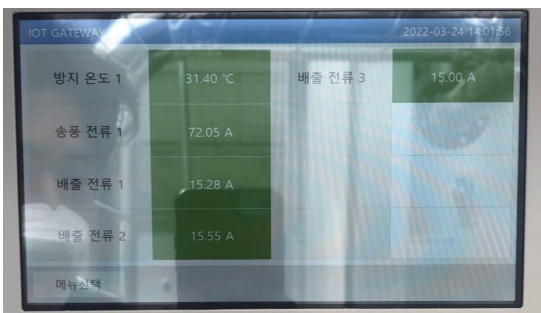 IOT GATEWAY
2022-03-24 14:01:56
방지 온도 1 31.40 ℃ 배출 전류 3 15.00 A
송풍 전류 1 72.05 A
배출 전류 1 15.28 A
배출 전류 2 15.55 A
메뉴선택